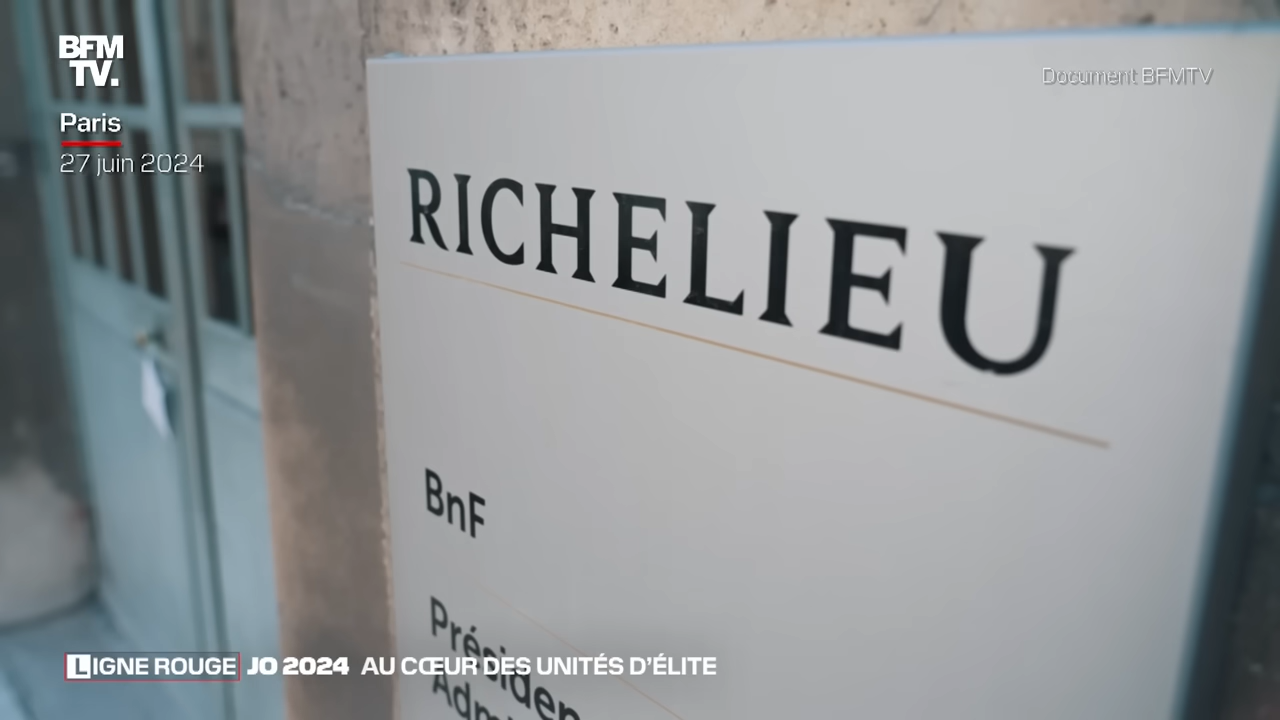 BFM
TV.
Document BFMTV
Paris
27 juin 2024
RICHELIEU
BnF
LIGNE ROUGE JO 2024 AU CŒUR DES UNITÉS D'ÉLITE